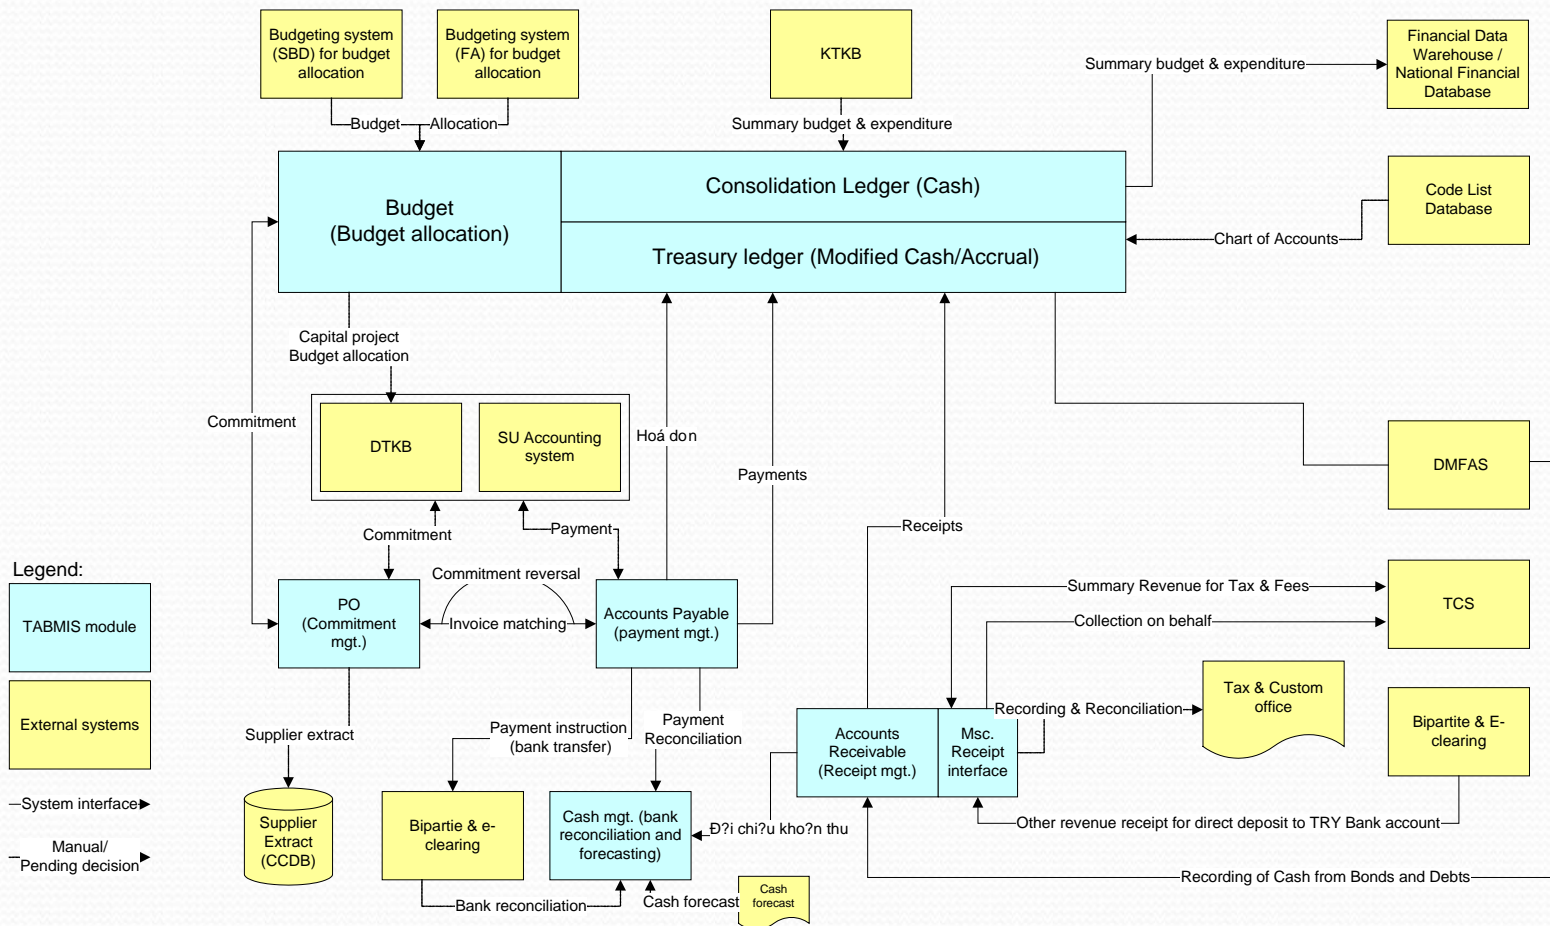 Budgeting system
(SBD) for budget
allocation
Budgeting system
(FA) for budget
allocation
KTKB
Financial Data
Warehouse /
National Financial
Database
Summary budget & expenditure
Budget
Allocation
Summary budget & expenditure
Budget
(Budget allocation)
Consolidation Ledger (Cash)
Treasury ledger (Modified Cash/Accrual)
Code List
Database
Chart of Accounts
Capital project
Budget allocation
Commitment
DTKB
SU Accounting
system
Hoá don
Payments
DMFAS
Receipts
Commitment
Payment
Legend:
TABMIS module
External systems
System interface
Manual/
Pending decision
Commitment reversal
PO
(Commitment
mgt.)
Invoice matching
Accounts Payable
(payment mgt.)
Summary Revenue for Tax & Fees
Collection on behalf
TCS
Tax & Custom
office
Recording & Reconciliation
Bipartite & E-
clearing
Supplier extract
Payment instruction
(bank transfer)
Payment
Reconciliation
Accounts
Receivable
(Receipt mgt.)
Msc.
Receipt
interface
Supplier
Extract
(CCDB)
Bipartie & e-
clearing
Cash mgt. (bank
reconciliation and
forecasting)
Đ?i chi?u kho?n thu
Other revenue receipt for direct deposit to TRY Bank account
Recording of Cash from Bonds and Debts
Bank reconciliation
Cash forecast
Cash
forecast